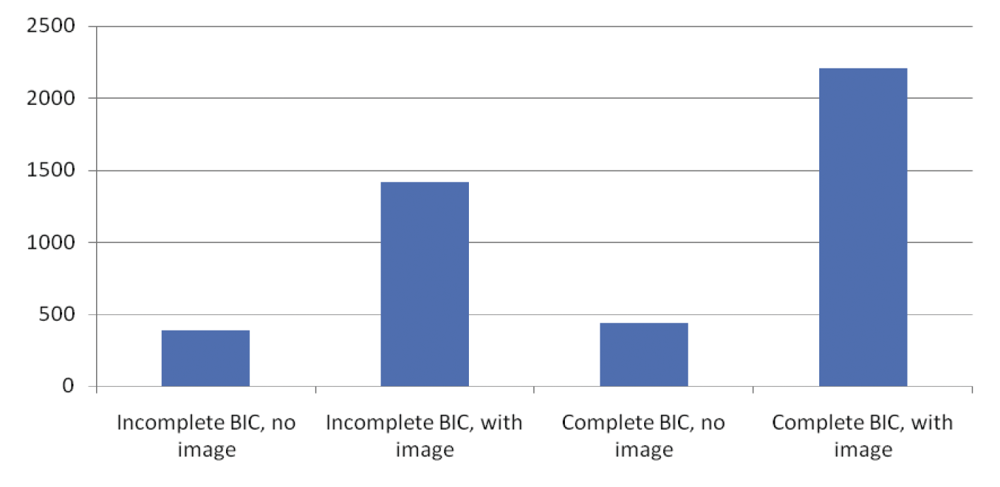 2500
2000
1500
1000
500
0
Incomplete BIC, no
image
Incomplete BIC, with
image
Complete BIC, no
image
Complete BIC, with
image